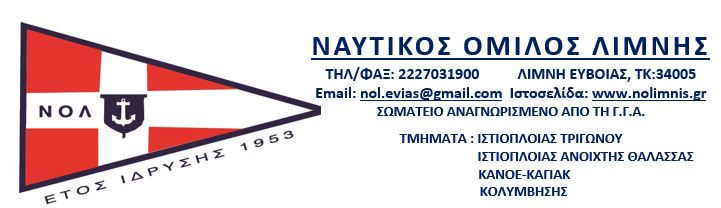 ΝΑΥΤΙΚΟΣ ΟΜΙΛΟΣ ΛΙΜΝΗΣ
ΤΗΛ/ΦΑΞ: 2227031900 ΛΙΜΝΗ ΕΥΒΟΙΑΣ, ΤΚ:34005
Email: nol.evias@gmail.com Ιστοσελίδα: www.nolimnis.gr
ΣΩΜΑΤΕΙΟ ΑΝΑΓΝΩΡΙΣΜΕΝΟ ΑΠΟ ΤΗ Γ.Γ.Α.
ΤΜΗΜΑΤΑ : ΙΣΤΙΟΠΛΟΙΑΣ ΤΡΙΓΩΝΟΥ
ΙΣΤΙΟΠΛΟΙΑΣ ΑΝΟΙΧΤΗΣ ΘΑΛΑΣΣΑΣ
ΚΑΝΟΕ-ΚΑΓΙΑΚ
ΚΟΛΥΜΒΗΣΗΣ
ΝΟΛ
ΕΤΟΣ ΙΔΡΥΣΗΣ 1953